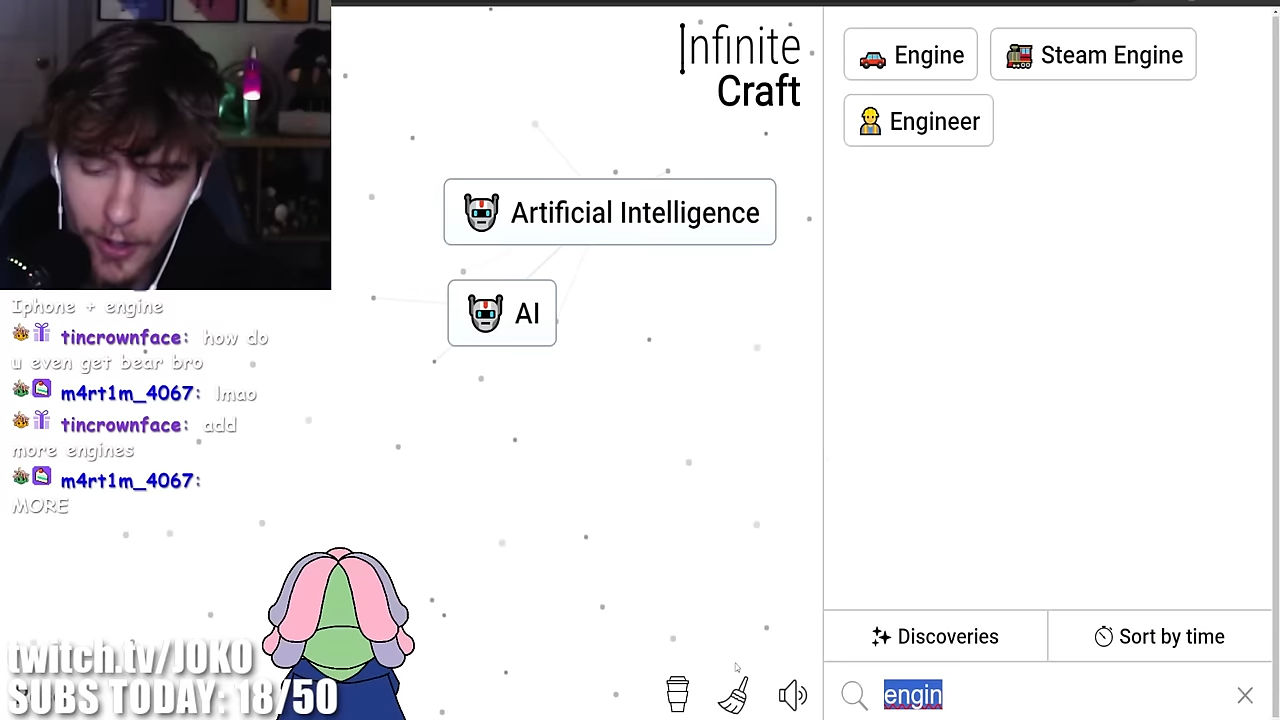 Infinite
Craft
Engine
Steam Engine
Engineer
Artificial Intelligence
AI
Iphone + engine
tincrownface: how do
u even get bear bro
m4rt1m_4067: lmao
tincrownface: add
more engines
m4rt1m_4067:
MORE
twitch.tv/JOKO
SUBS TODAY: 18/50
Discoveries
Sort by time
engin